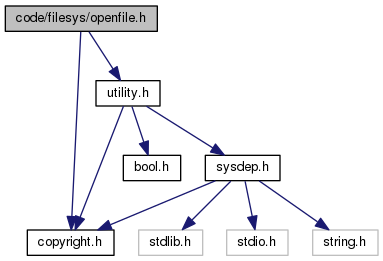 code/filesys/openfile.h
utility.h
bool.h
sysdep.h
copyright.h
stdlib.h
stdio.h
string.h